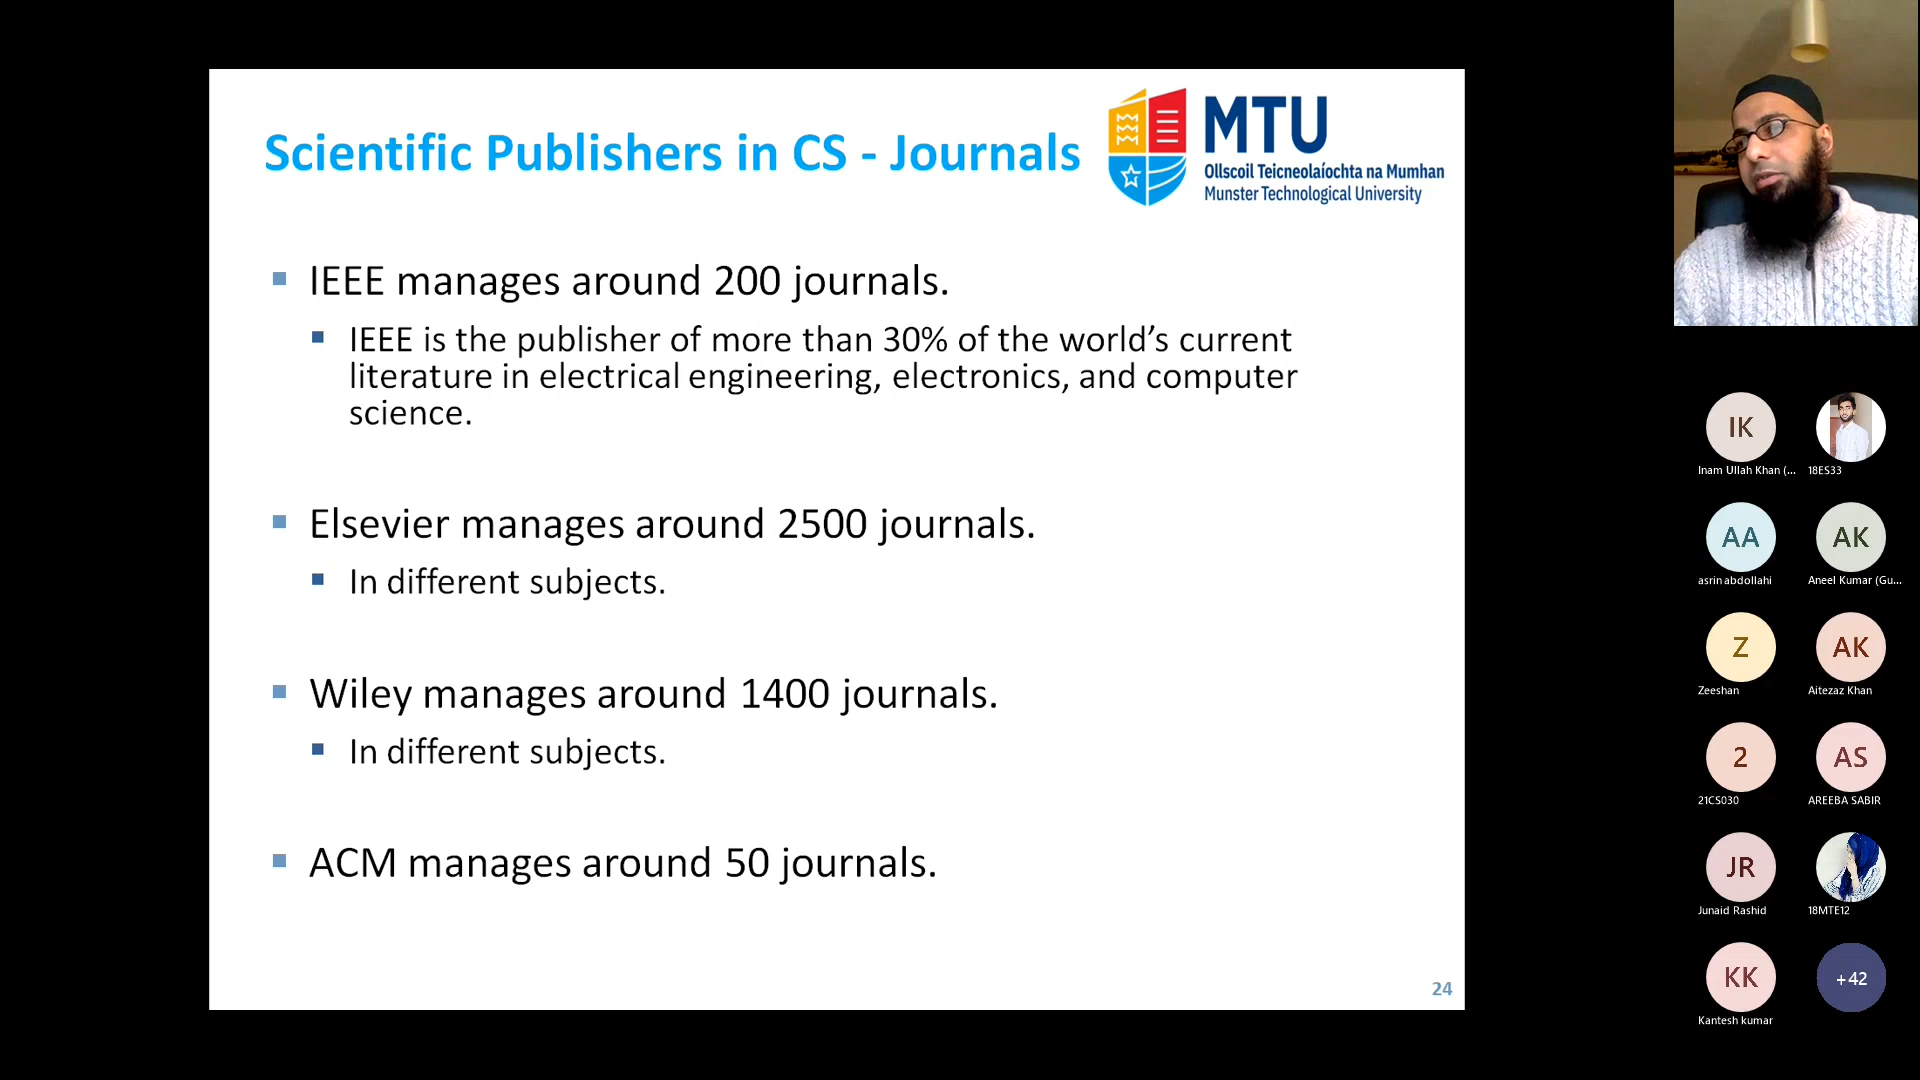 Scientific Publishers in CS - Journals
MTU
Ollscoil Teicneolaíochta na Mumhan
Munster Technological University
IEEE manages around 200 journals.
IEEE is the publisher of more than 30% of the world’s current
literature in electrical engineering, electronics, and computer
science.
Elsevier manages around 2500 journals.
In different subjects.
Wiley manages around 1400 journals.
In different subjects.
ACM manages around 50 journals.
24
IK
Inam Ullah Khan (...
18ES33
AA
asrin abdollahi
AK
Aneel Kumar (Gu...
Z
Zeeshan
AK
Aitezaz Khan
2
21CS030
AS
AREEBA SABIR
JR
Junaid Rashid
18MTE12
KK
Kantesh kumar
+42